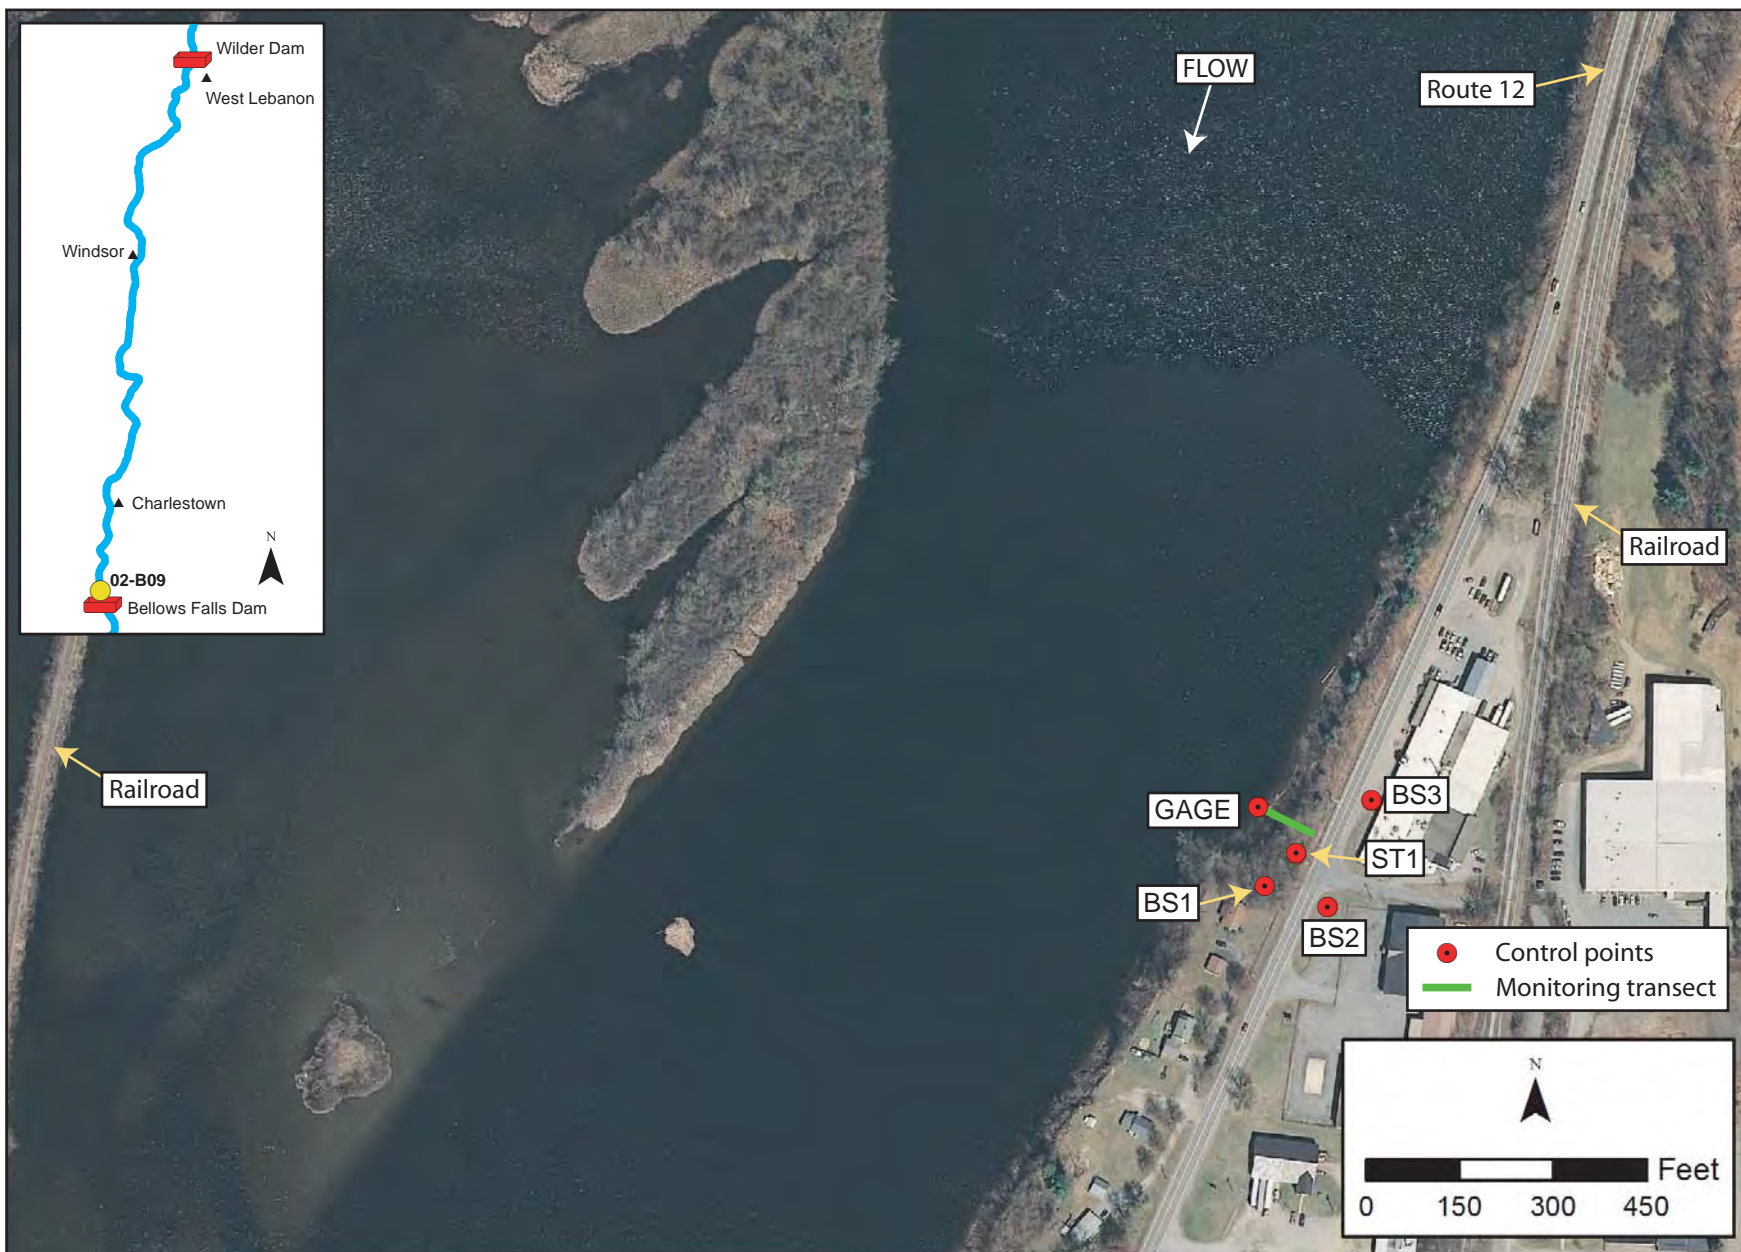 Wilder Dam
West Lebanon
Windsor
Charlestown
N
02-B09
Bellows Falls Dam
FLOW
Route 12
Railroad
Railroad
GAGE
BS3
ST1
BS1
BS2
Control points
Monitoring transect
N
Feet
0 150 300 450